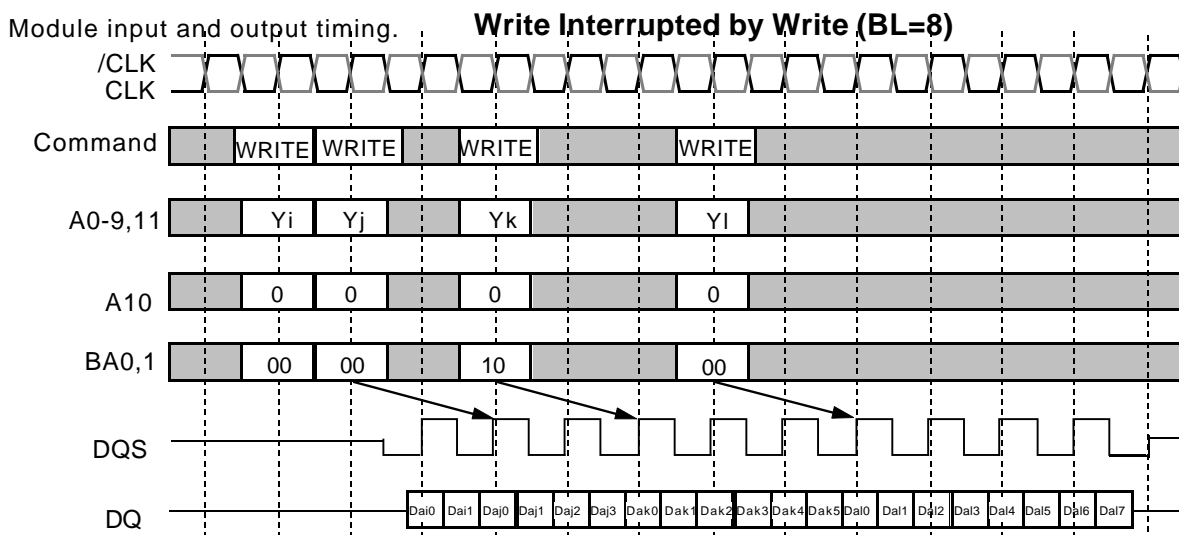 Module input and output timing. Write Interrupted by Write (BL=8)
/CLK
CLK
Command WRITE WRITE WRITE WRITE
A0-9,11 Yi Yj Yk Yl
A10 0 0 0 0
BA0,1 00 00 10 00
DQS
DQ Dai0 Dai1 Daj0 Daj1 Daj2 Daj3 Dak0 Dak1 Dak2 Dak3 Dak4 Dak5 Dal0 Dal1 Dal2 Dal3 Dal4 Dal5 Dal6 Dal7